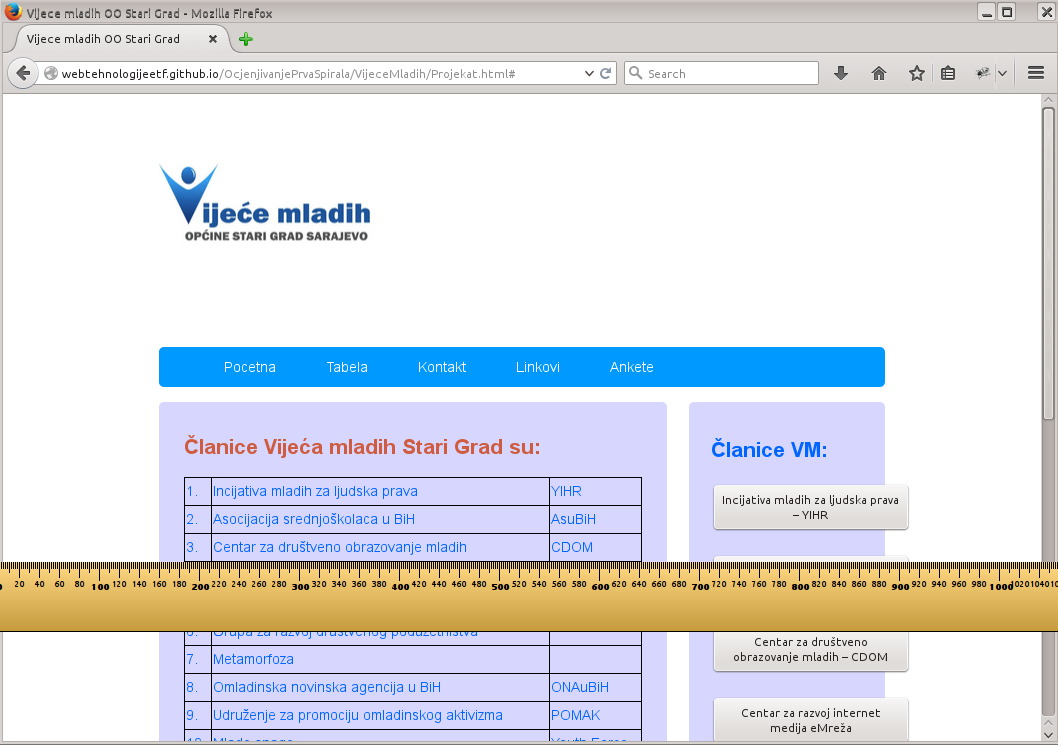 Vijece mladih OO Stari Grad - Mozilla Firefox
Vijece mladih OO Stari Grad
webtehnologijeetf.github.io/OcjenjivanjePrvaSpirala/VijeceMladih/Projekat.html#
Search
Vijeće mladih
OPĆINE STARI GRAD SARAJEVO
Pocetna Tabela Kontakt Linkovi Ankete
Članice Vijeća mladih Stari Grad su:
1. Incijativa mladih za ljudska prava YIHR
2. Asocijacija srednjoškolaca u BiH AsuBiH
3. Centar za društveno obrazovanje mladih CDOM
20 40 60 80 100 120 140 160 180 200 220 240 260 280 300 320 340 360 380 400 420 440 460 480 500 520 540 560 580 600 620 640 660 680 700 720 740 760 780 800 820 840 860 880 900 920 940 960 980 1000 1020 1040
6. Grupa za razvoj društvenog poduzetništva
7. Metamorfoza
8. Omladinska novinska agencija u BiH ONAuBiH
9. Udruženje za promociju omladinskog aktivizma POMAK
Članice VM:
Incijativa mladih za ljudska prava
– YIHR
Centar za društveno
obrazovanje mladih – CDOM
Centar za razvoj internet
medija eMreža